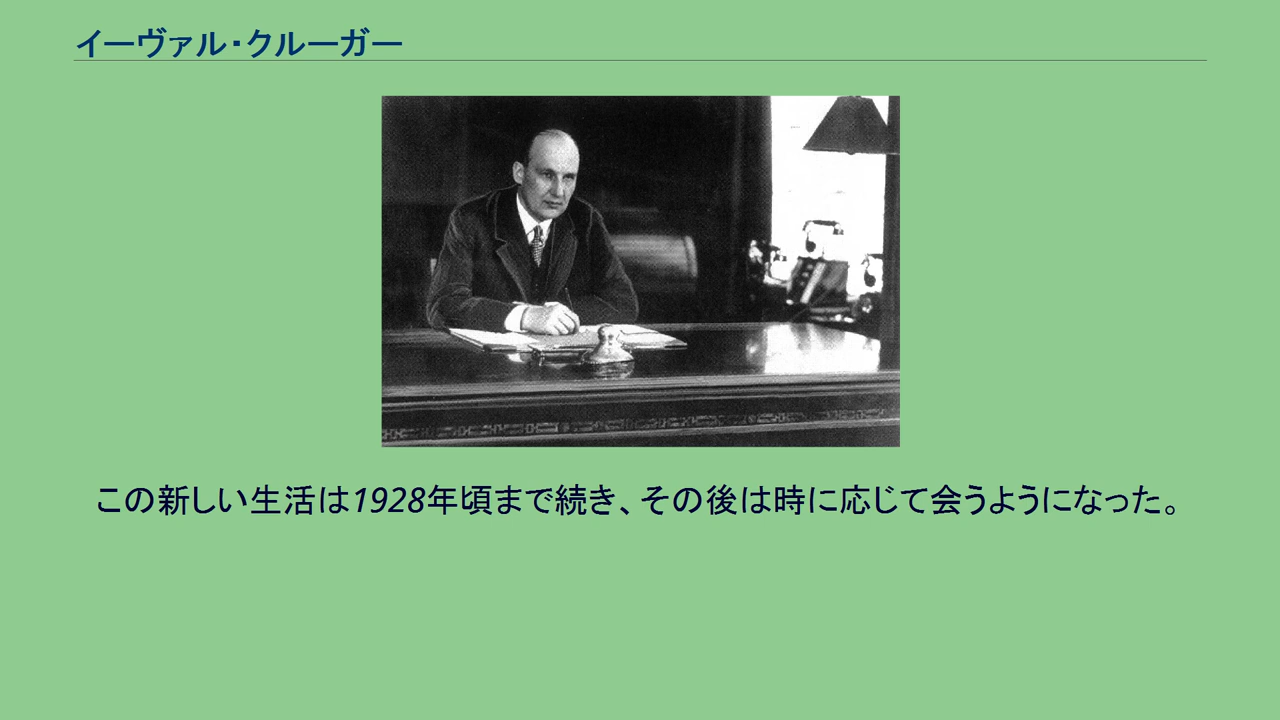 イーヴァル・クルーガー
この新しい生活は1928年頃まで続き、その後は時に応じて会うようになった。